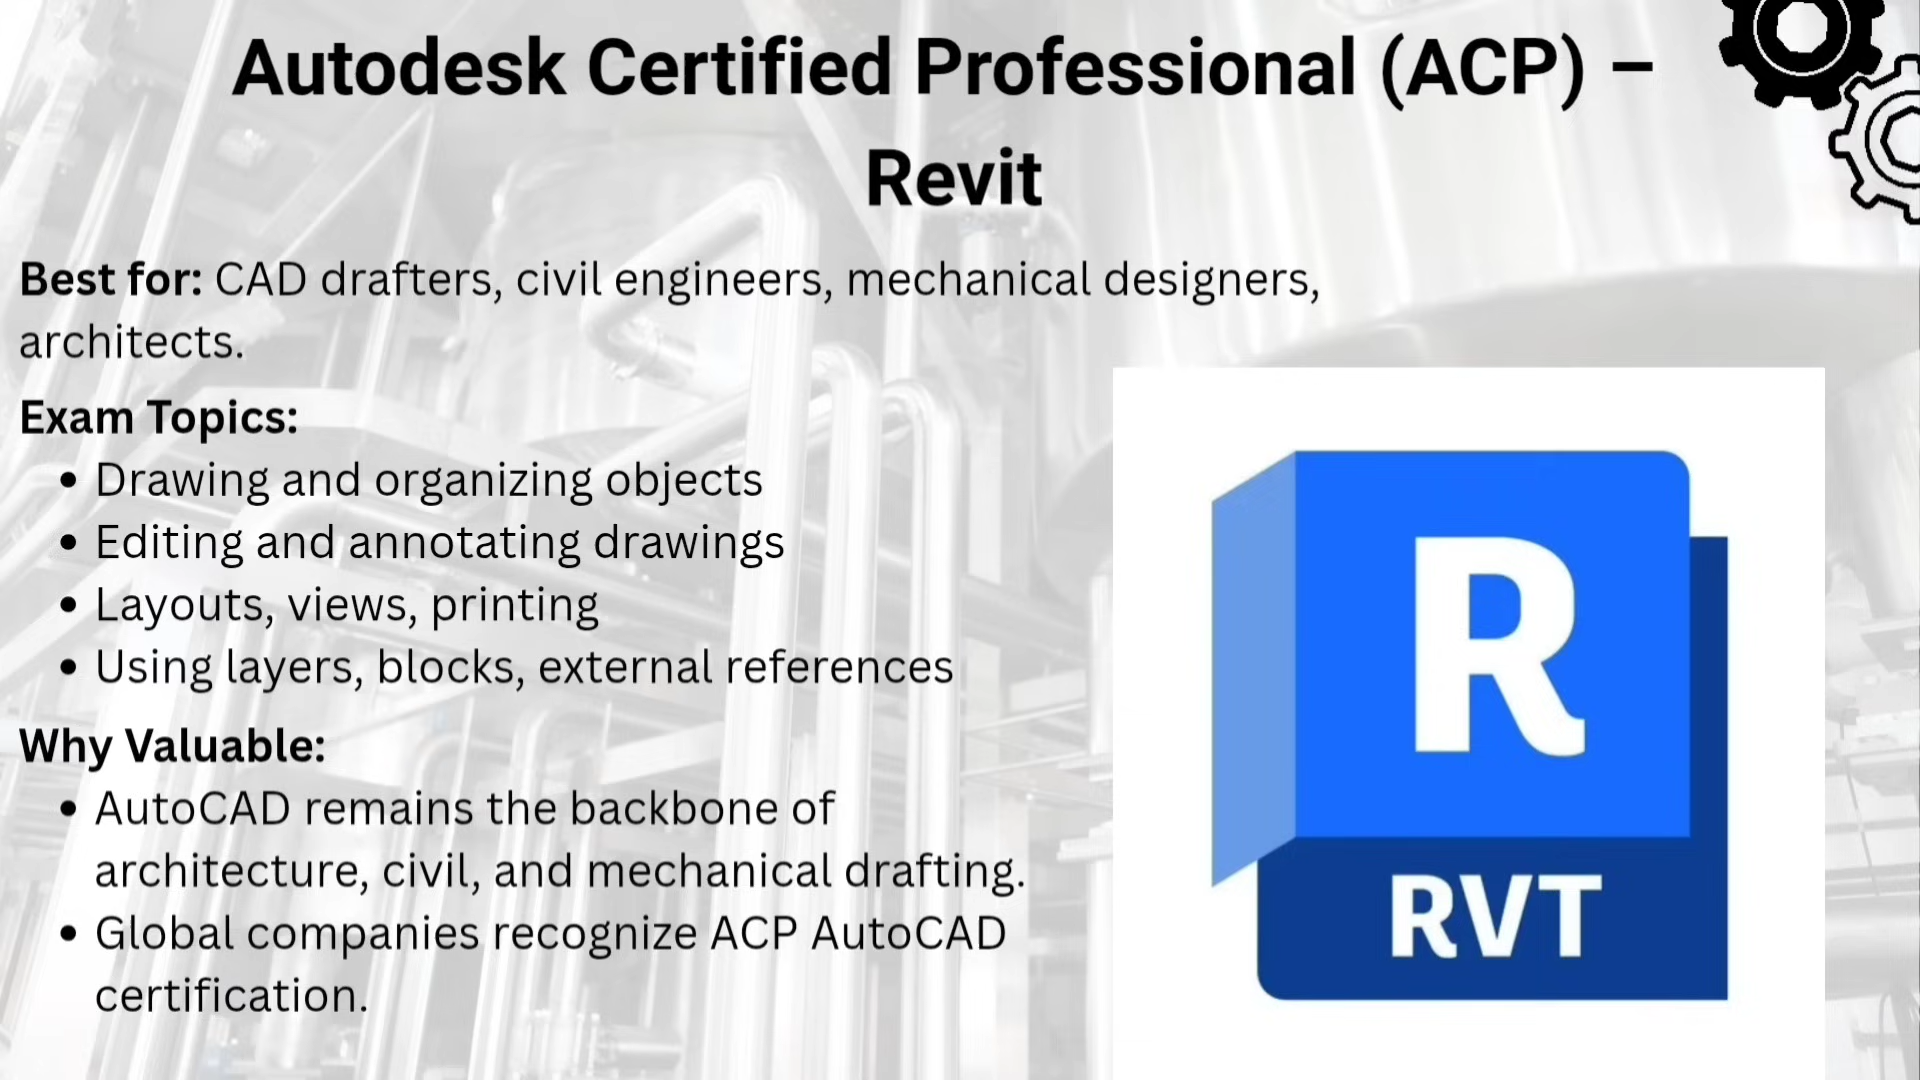 Autodesk Certified Professional (ACP) –
Revit
Best for: CAD drafters, civil engineers, mechanical designers,
architects.
Exam Topics:
• Drawing and organizing objects
• Editing and annotating drawings
• Layouts, views, printing
• Using layers, blocks, external references
Why Valuable:
• AutoCAD remains the backbone of
architecture, civil, and mechanical drafting.
• Global companies recognize ACP AutoCAD
certification.
R
RVT